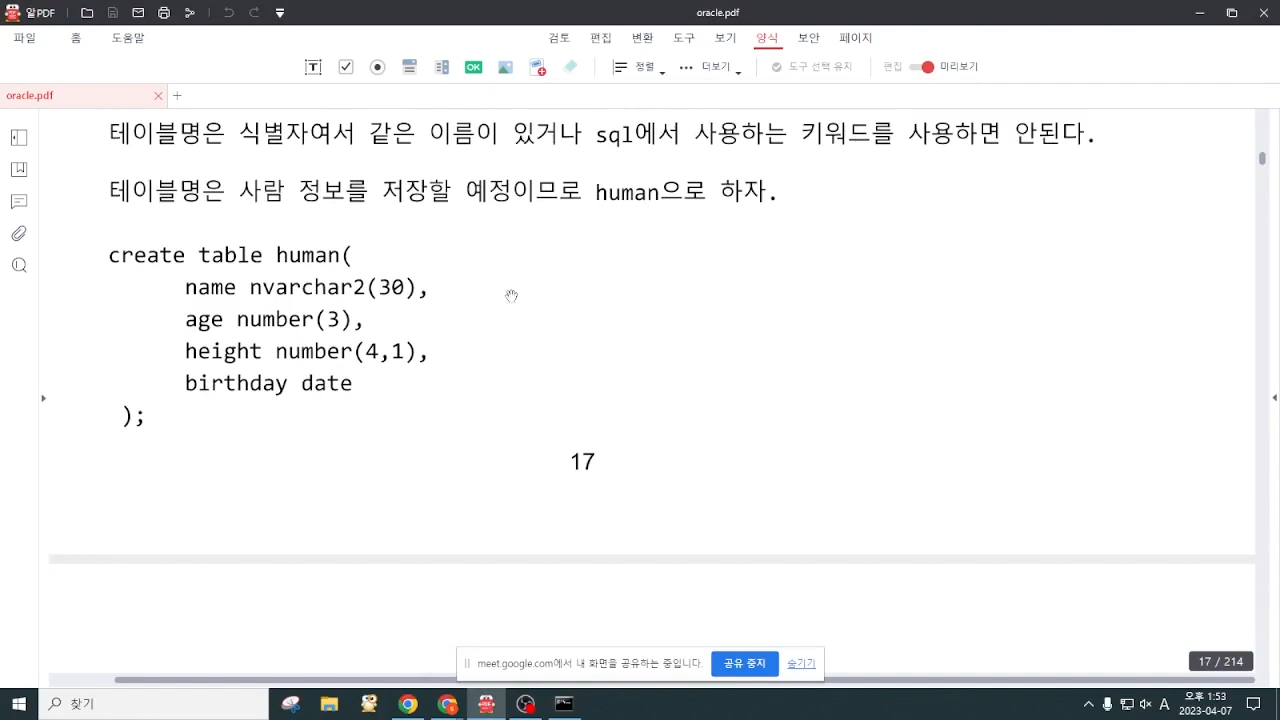 알PDF
oracle.pdf
파일 홈 도움말 검토 편집 변환 도구 보기 양식 보안 페이지
T OK 정렬 더보기 도구 선택 유지 편집 미리보기
oracle.pdf
테이블명은 식별자여서 같은 이름이 있거나 sql에서 사용하는 키워드를 사용하면 안된다.
테이블명은 사람 정보를 저장할 예정이므로 human으로 하자.
create table human(
name nvarchar2(30),
age number(3),
height number(4,1),
birthday date
);
17
meet.google.com에서 내 화면을 공유하는 중입니다. 공유 중지 숨기기
17 / 214
찾기
A 오후 1:53
2023-04-07